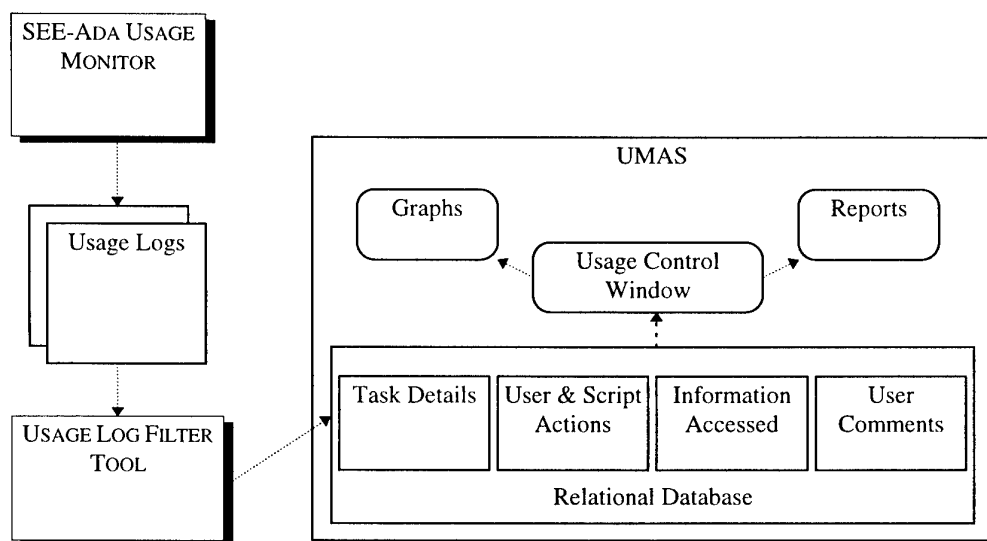 SEE-ADA USAGE
MONITOR
Usage Logs
USAGE LOG FILTER
TOOL
UMAS
Graphs
Reports
Usage Control
Window
Task Details
User & Script
Actions
Information
Accessed
User
Comments
Relational Database